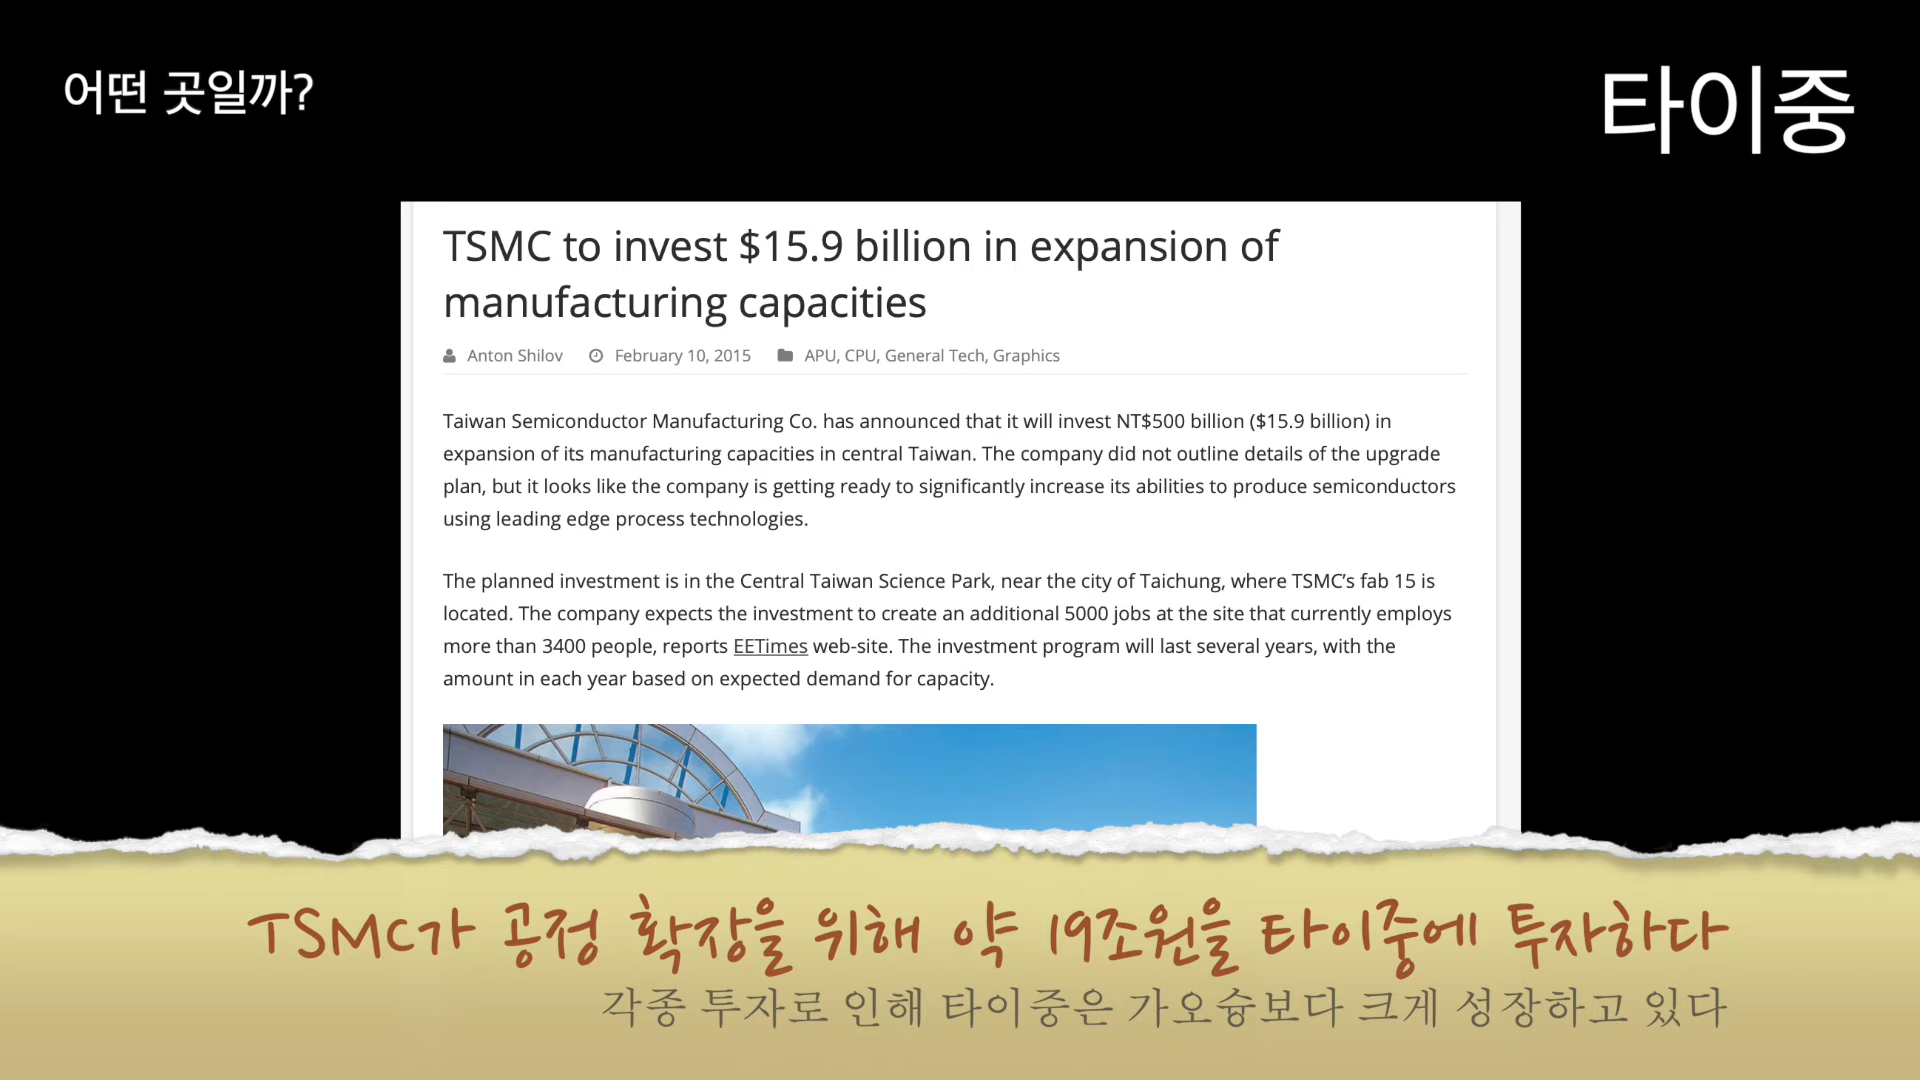 어떤 곳일까?
타이중
TSMC to invest $15.9 billion in expansion of
manufacturing capacities
Anton Shilov February 10, 2015 APU, CPU, General Tech, Graphics
Taiwan Semiconductor Manufacturing Co. has announced that it will invest NT$500 billion ($15.9 billion) in
expansion of its manufacturing capacities in central Taiwan. The company did not outline details of the upgrade
plan, but it looks like the company is getting ready to significantly increase its abilities to produce semiconductors
using leading edge process technologies.
The planned investment is in the Central Taiwan Science Park, near the city of Taichung, where TSMC’s fab 15 is
located. The company expects the investment to create an additional 5000 jobs at the site that currently employs
more than 3400 people, reports EETimes web-site. The investment program will last several years, with the
amount in each year based on expected demand for capacity.
TSMC가 공정 확장을 위해 약 19조원을 타이중에 투자하다
각종 투자로 인해 타이중은 가오슝보다 크게 성장하고 있다